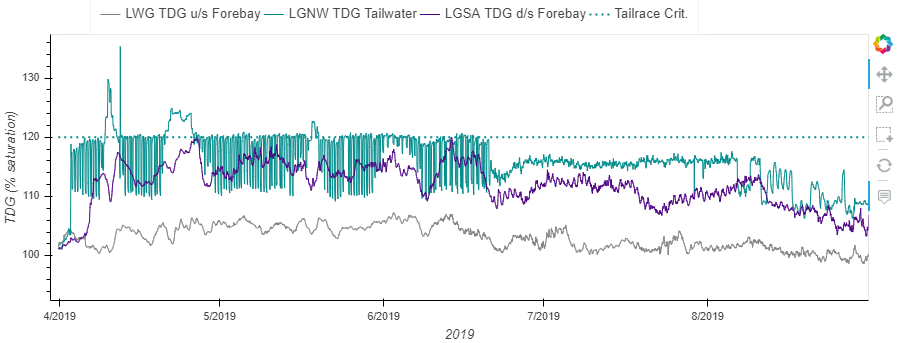 LWG TDG u/s Forebay LGNW TDG Tailwater LGSA TDG d/s Forebay Tailrace Crit.
TDG (% saturation)
130
120
110
100
4/2019 5/2019 6/2019 7/2019 8/2019
2019